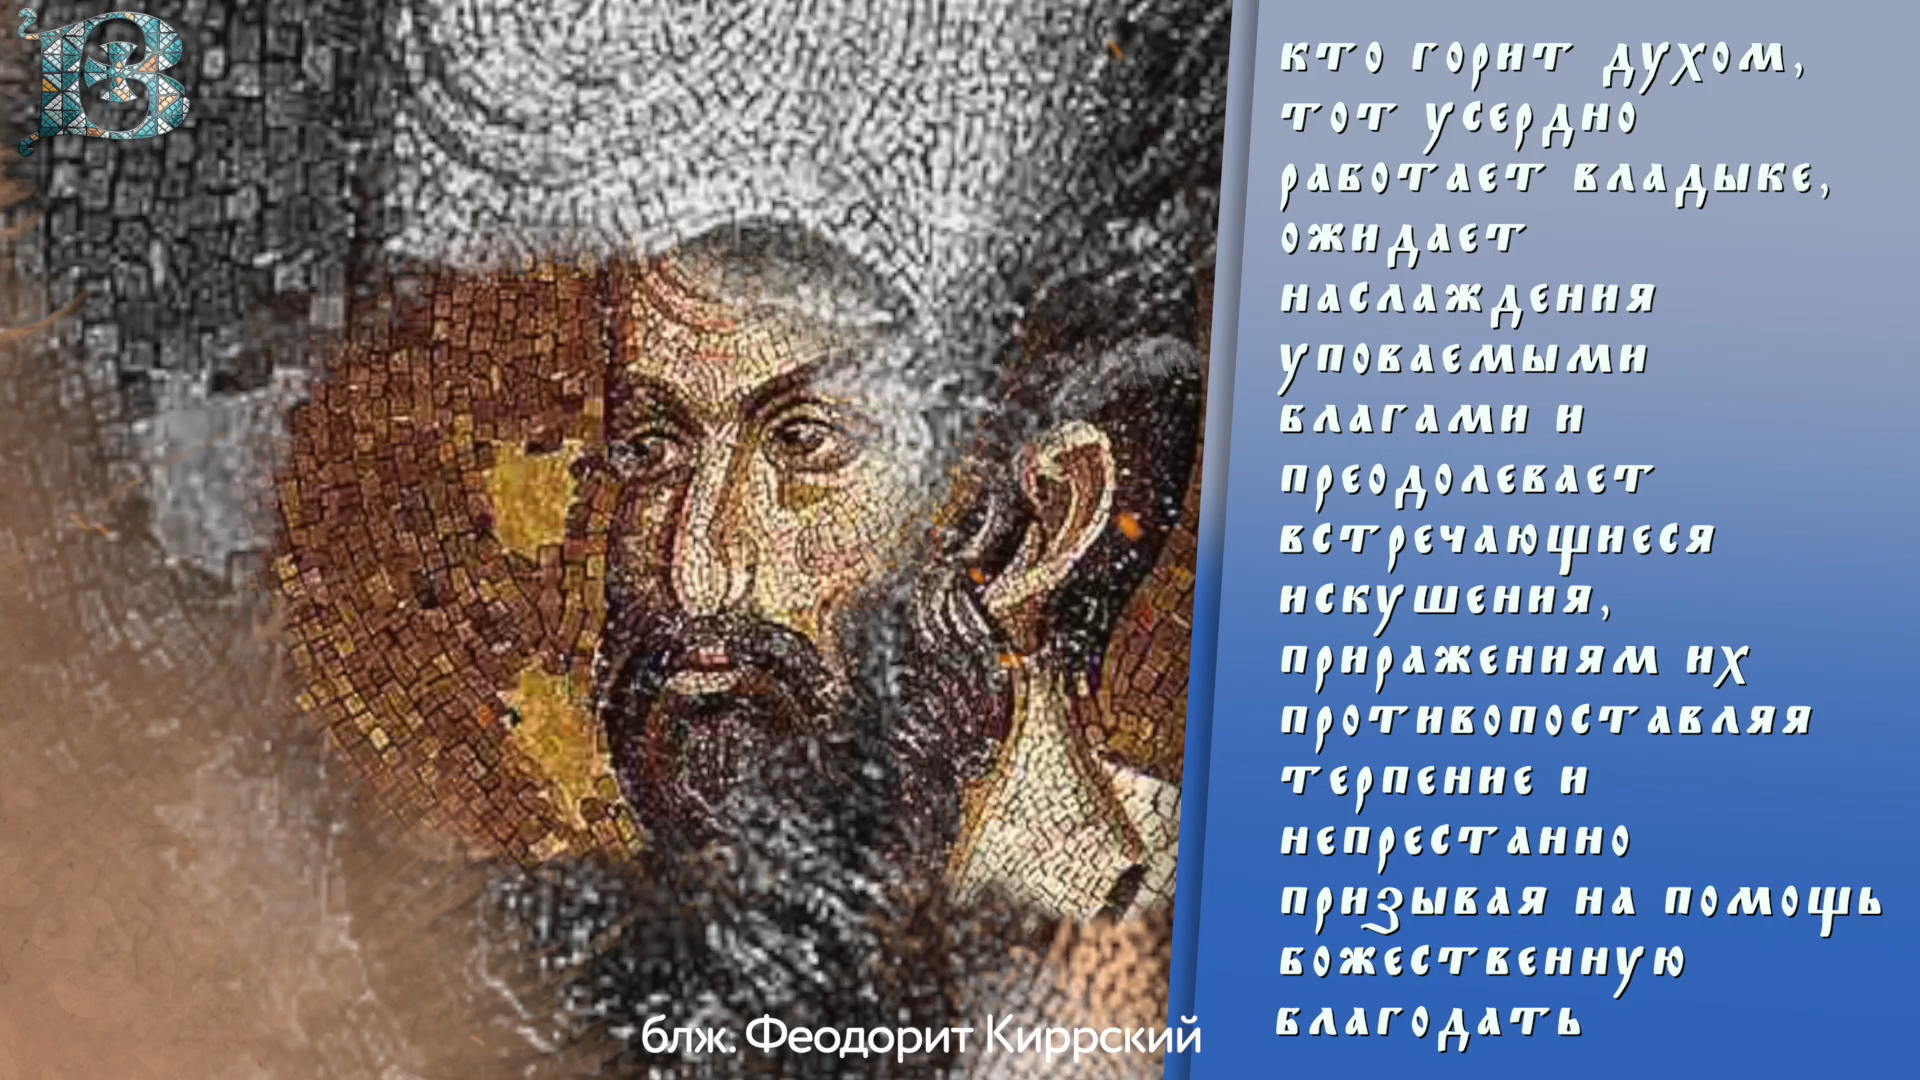 кто горит духом,
тот усердно
работает владыке,
ожидает
наслаждения
уповаемыми
благами и
преодолевает
встречающиеся
искушения,
приражениям их
противопоставляя
терпение и
непрестанно
призывая на помощь
божественную
благодать
блж. Феодорит Киррский